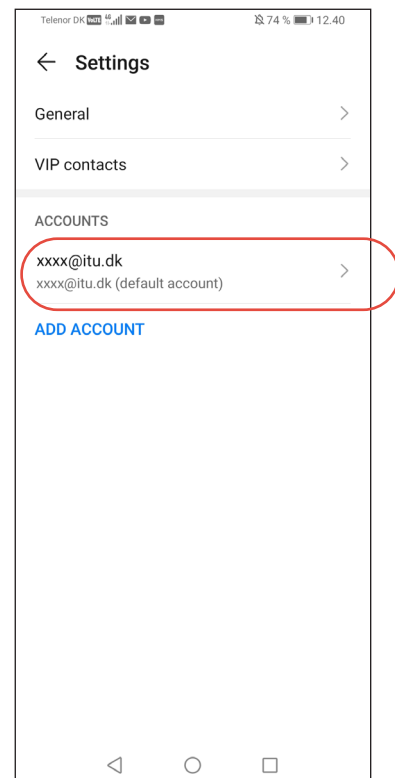 Telenor DK VoLTE 74 % 12.40
Settings
General
VIP contacts
ACCOUNTS
xxxx@itu.dk
xxxx@itu.dk (default account)
ADD ACCOUNT